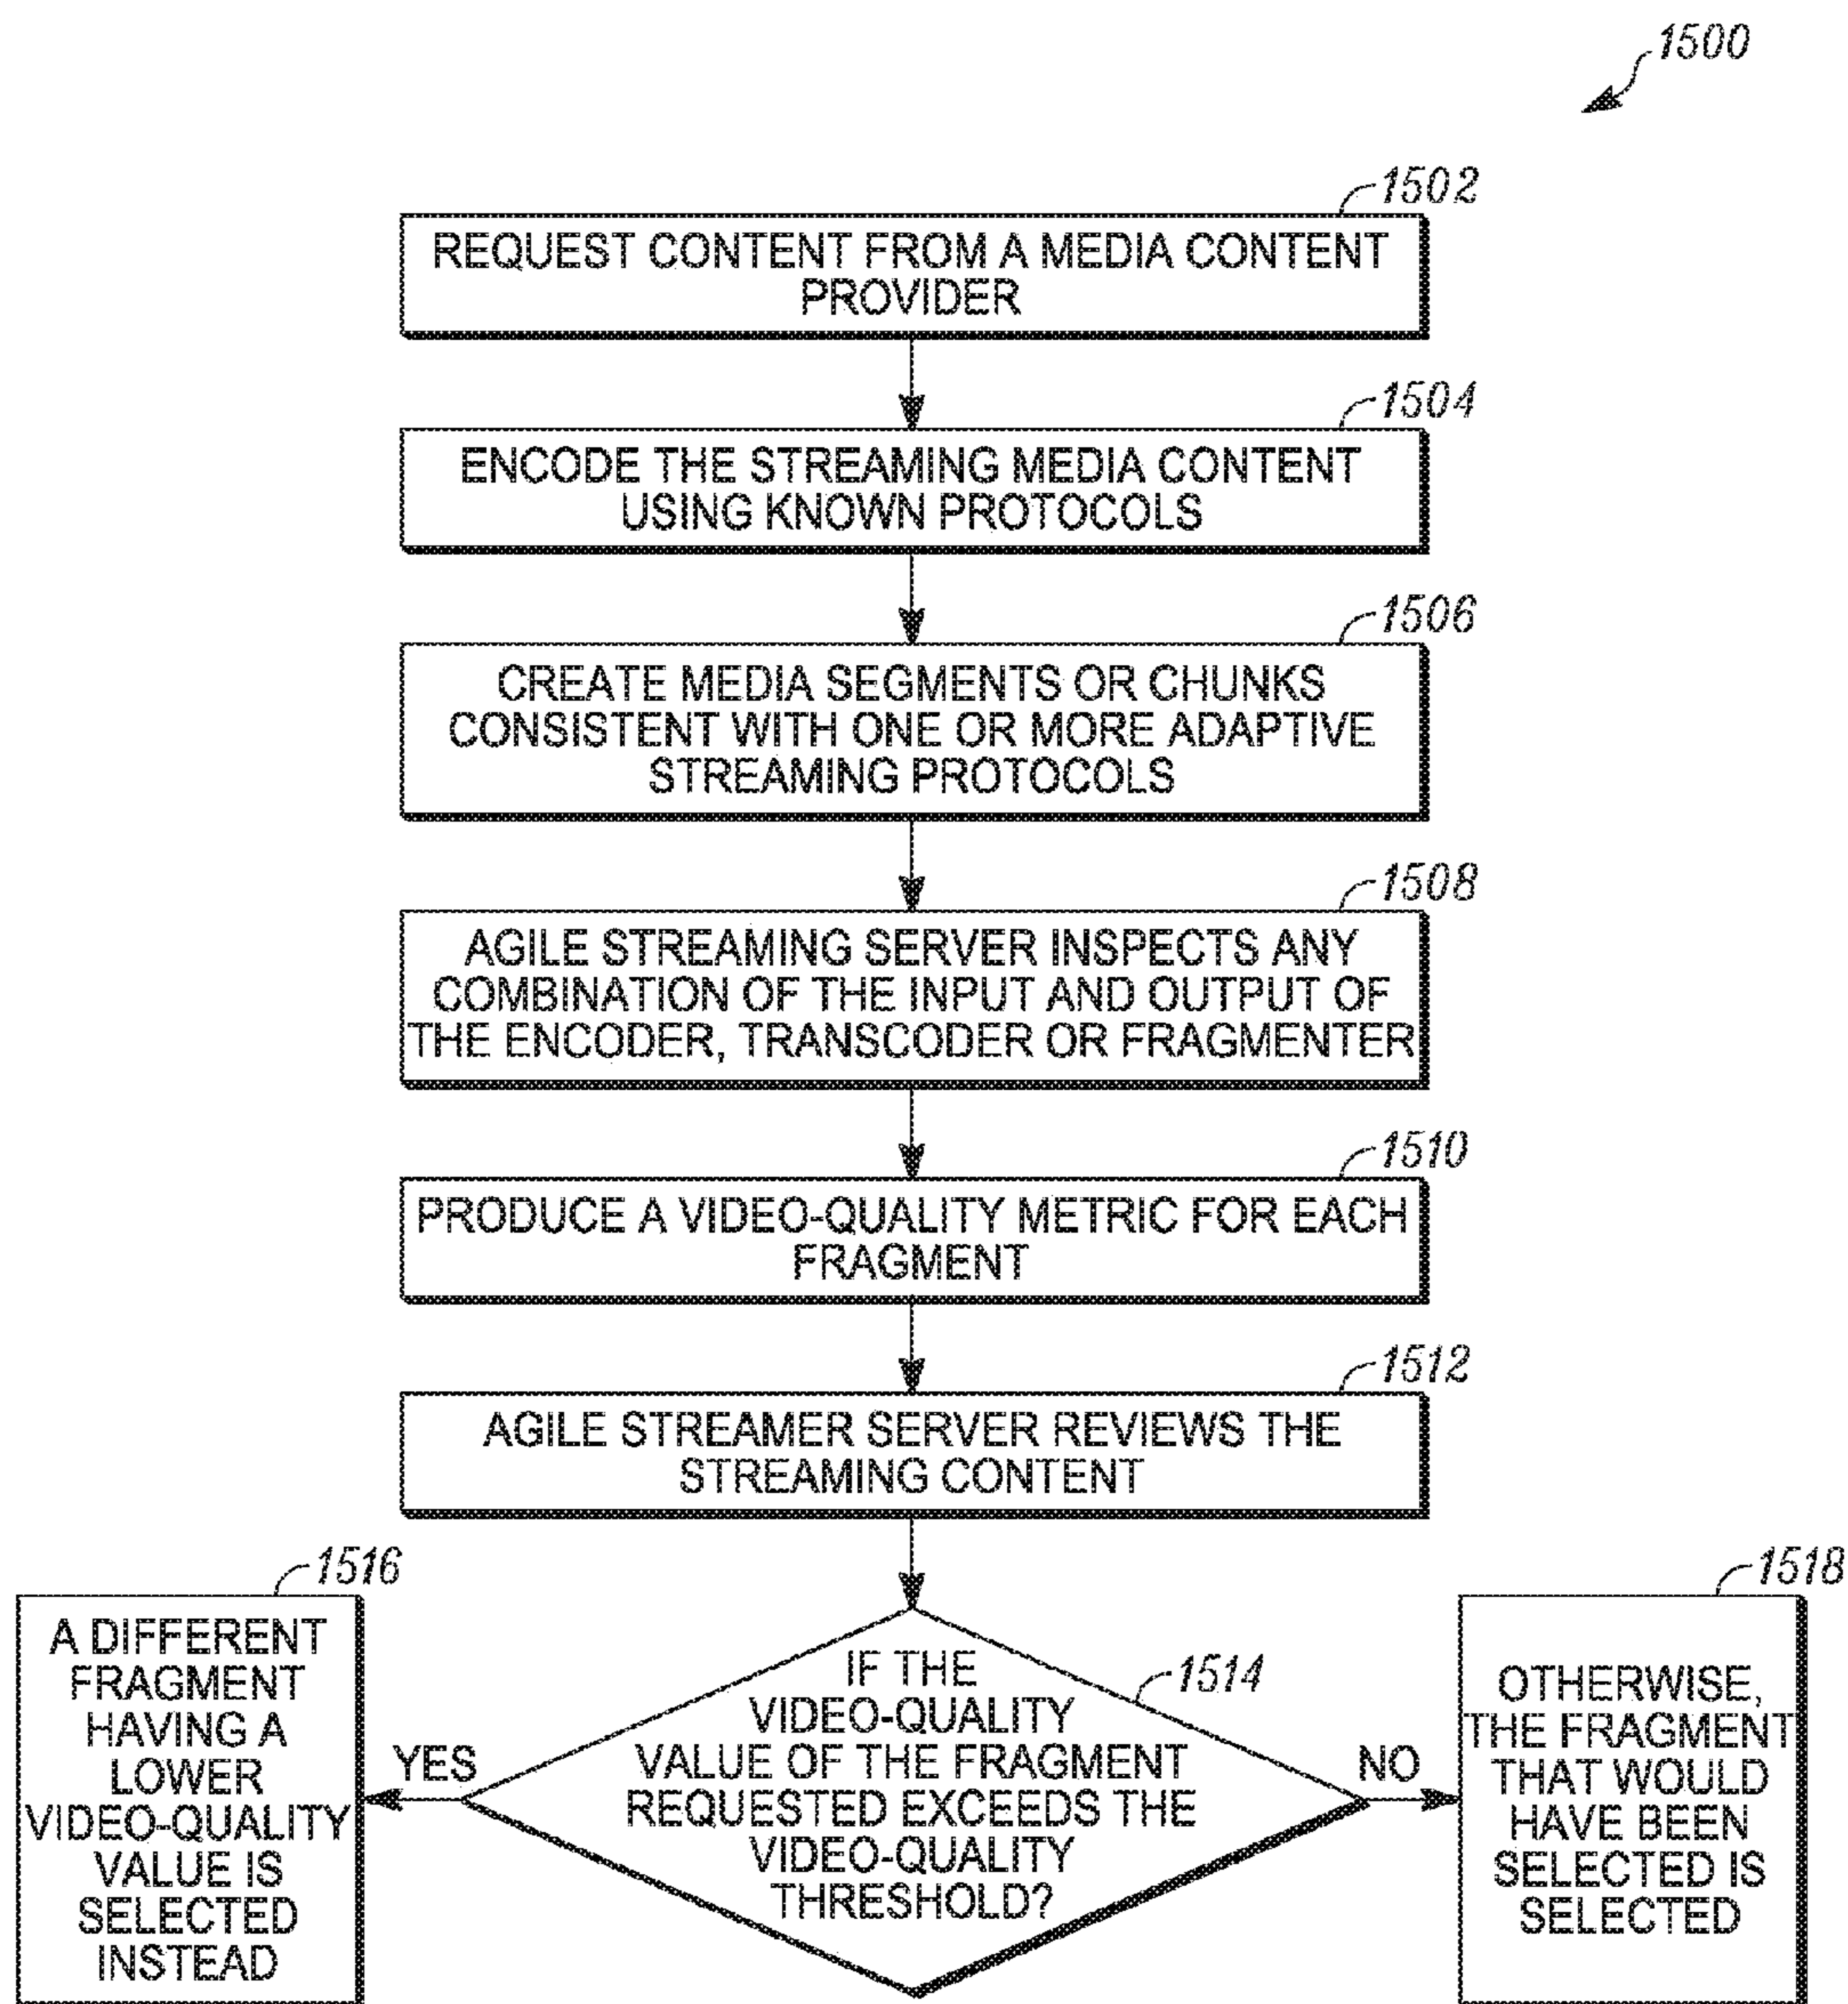 1500
1502
REQUEST CONTENT FROM A MEDIA CONTENT
PROVIDER
1504
ENCODE THE STREAMING MEDIA CONTENT
USING KNOWN PROTOCOLS
1506
CREATE MEDIA SEGMENTS OR CHUNKS
CONSISTENT WITH ONE OR MORE ADAPTIVE
STREAMING PROTOCOLS
1508
AGILE STREAMING SERVER INSPECTS ANY
COMBINATION OF THE INPUT AND OUTPUT OF
THE ENCODER, TRANSCODER OR FRAGMENTER
1510
PRODUCE A VIDEO-QUALITY METRIC FOR EACH
FRAGMENT
1512
AGILE STREAMER SERVER REVIEWS THE
STREAMING CONTENT
1516
A DIFFERENT
FRAGMENT
HAVING A
LOWER
VIDEO-QUALITY
VALUE IS
SELECTED
INSTEAD
YES
1514
IF THE
VIDEO-QUALITY
VALUE OF THE FRAGMENT
REQUESTED EXCEEDS THE
VIDEO-QUALITY
THRESHOLD?
NO
1518
OTHERWISE,
THE FRAGMENT
THAT WOULD
HAVE BEEN
SELECTED IS
SELECTED